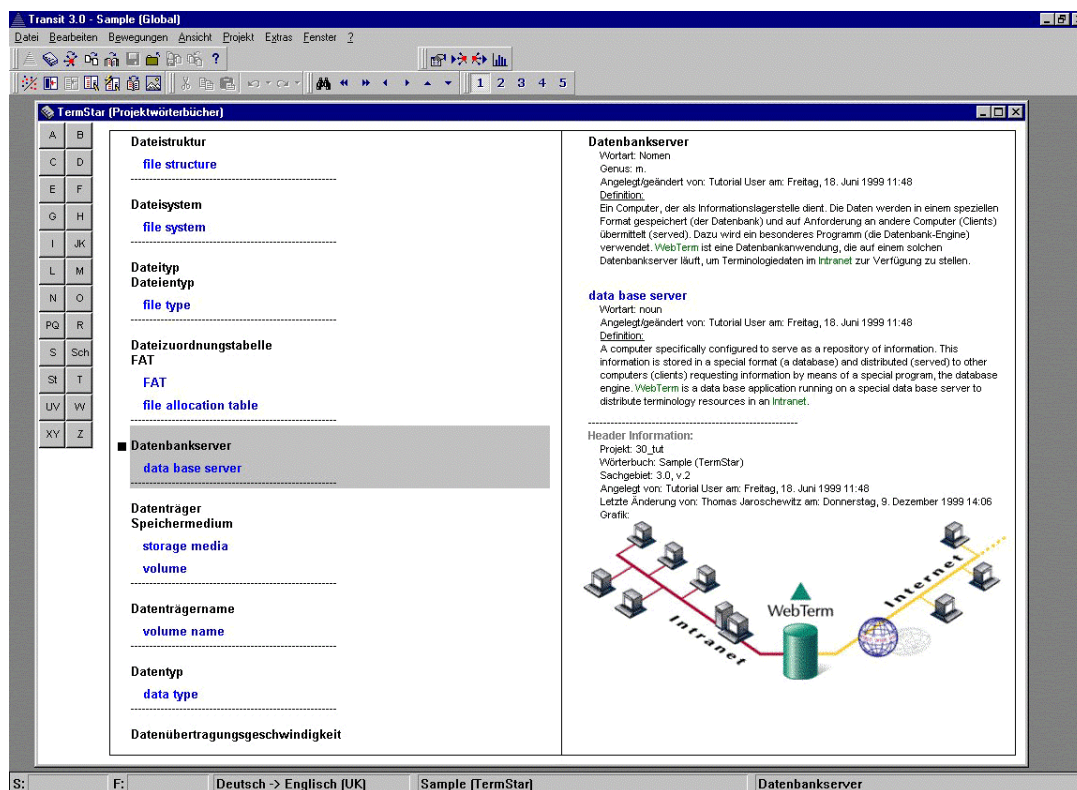 Transit 3.0 - Sample (Global)
Datei Bearbeiten Bewegungen Ansicht Projekt Extras Fenster ?
1 2 3 4 5
TermStar (Projektwörterbücher)
A B
C D
E F
G H
I JK
L M
N O
PQ R
S Sch
St T
UV W
XY Z
Dateistruktur
file structure
Dateisystem
file system
Dateityp
Dateientyp
file type
Dateizuordnungstabelle
FAT
FAT
file allocation table
Datenbankserver
data base server
Datenträger
Speichermedium
storage media
volume
Datenträgername
volume name
Datentyp
data type
Datenübertragungsgeschwindigkeit
Datenbankserver
Wortart: Nomen
Genus: m.
Angelegt/geändert von: Tutorial User am: Freitag, 18. Juni 1999 11:48
Definition:
Ein Computer, der als Informationslagerstelle dient. Die Daten werden in einem speziellen
Format gespeichert (der Datenbank) und auf Anforderung an andere Computer (Clients)
übermittelt (served). Dazu wird ein besonderes Programm (die Datenbank-Engine)
verwendet. WebTerm ist eine Datenbankanwendung, die auf einem solchen
Datenbankserver läuft, um Terminologiedaten im Intranet zur Verfügung zu stellen.
data base server
Wortart: noun
Angelegt/geändert von: Tutorial User am: Freitag, 18. Juni 1999 11:48
Definition:
A computer specifically configured to serve as a repository of information. This
information is stored in a special format (a database) and distributed (served) to other
computers (clients) requesting information by means of a special program, the database
engine. WebTerm is a data base application running on a special data base server to
distribute terminology resources in an Intranet.
Header Information:
Projekt: 30_tut
Wörterbuch: Sample (TermStar)
Sachgebiet: 3.0, v.2
Angelegt von: Tutorial User am: Freitag, 18. Juni 1999 11:48
Letzte Änderung von: Thomas Jaroschewitz am: Donnerstag, 9. Dezember 1999 14:06
Grafik:
WebTerm
Intranet
Internet
S: F: Deutsch -> Englisch (UK) Sample (TermStar) Datenbankserver